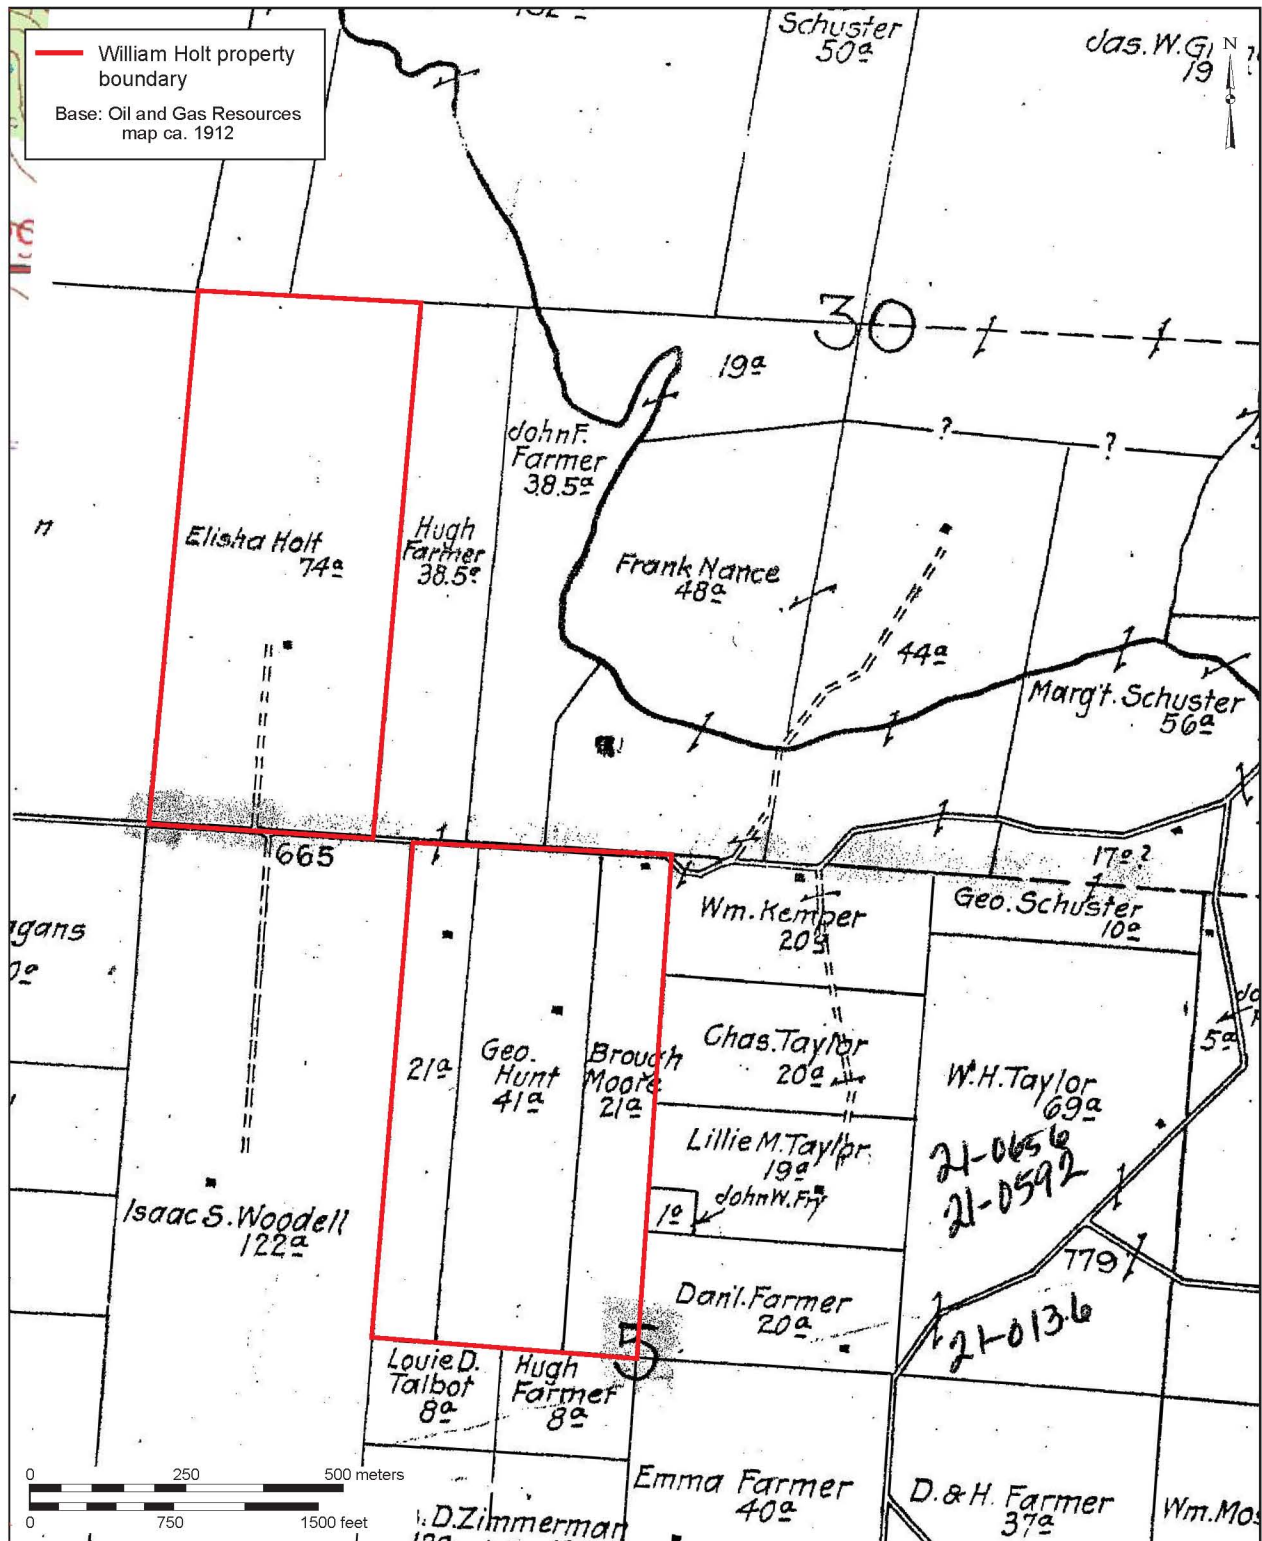 William Holt property
boundary
Base: Oil and Gas Resources
map ca. 1912
Schuster
50a
Jas. W.
19
N
30
19a
John F.
Farmer
38.5a
Elisha Holt
74a
Hugh
Farmer
38.5a
n
Frank Nance
48a
?
?
44a
Marg't. Schuster
56a
665
17a?
Geo. Schuster
10a
Wm. Kemper
20a
agans
0a
21a
Geo.
Hunt
41a
Brough
Moore
21a
Chas. Taylor
20a
W.H. Taylor
69a
5a
Lillie M. Taylor
19a
John W. Fry
1a
21-0656
21-0592
Isaac S. Woodell
122a
779
Dan'l. Farmer
20a
21-0136
5
Louie D.
Talbot
8a
Hugh
Farmer
8a
0 250 500 meters
0 750 1500 feet
Emma Farmer
40a
D. & H. Farmer
37a
Wm. Mos
. D. Zimmerman